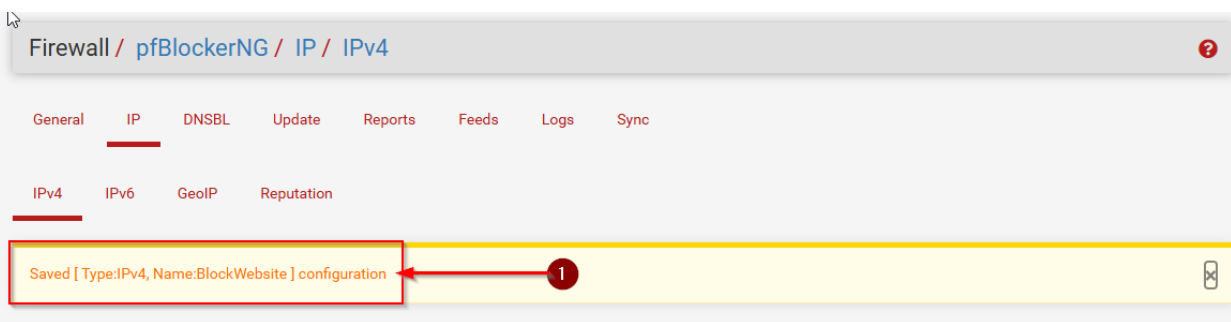 Firewall / pfBlockerNG / IP / IPv4
General IP DNSBL Update Reports Feeds Logs Sync
IPv4 IPv6 GeoIP Reputation
Saved [ Type:IPv4, Name:BlockWebsite ] configuration 1